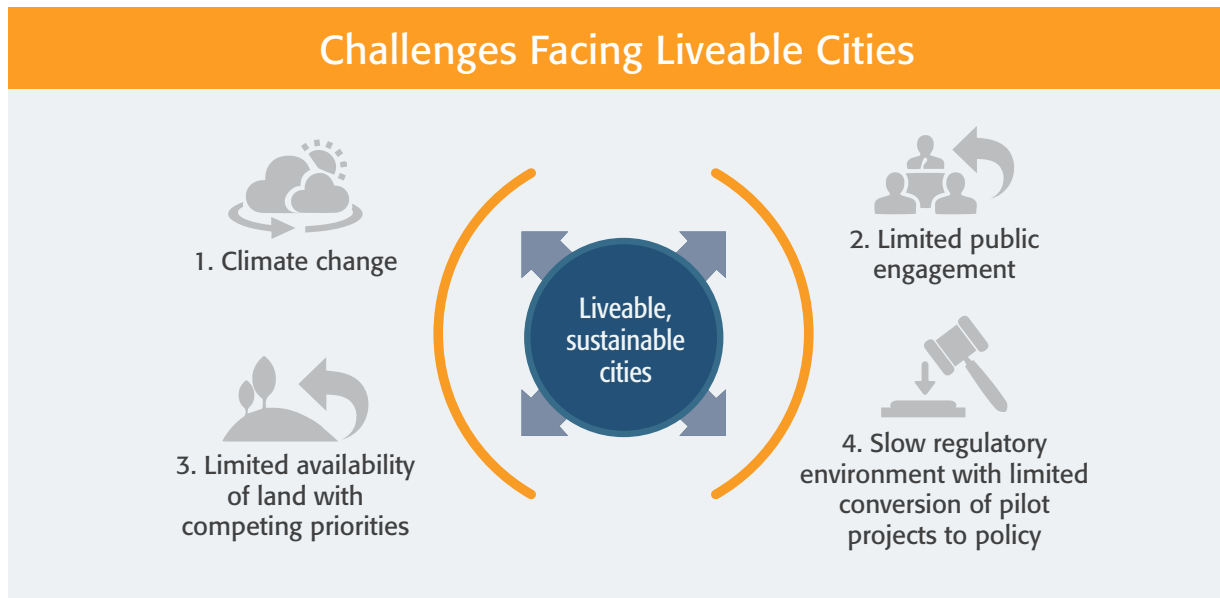 Challenges Facing Liveable Cities
1. Climate change
2. Limited public
engagement
Liveable,
sustainable
cities
3. Limited availability
of land with
competing priorities
4. Slow regulatory
environment with limited
conversion of pilot
projects to policy